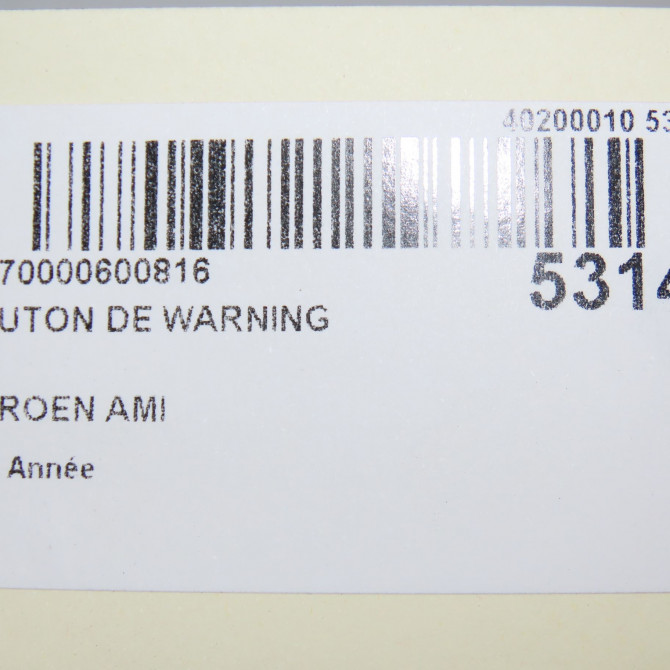 40200010 53
70000600816
5314
UTON DE WARNING
ROEN AMI
Année